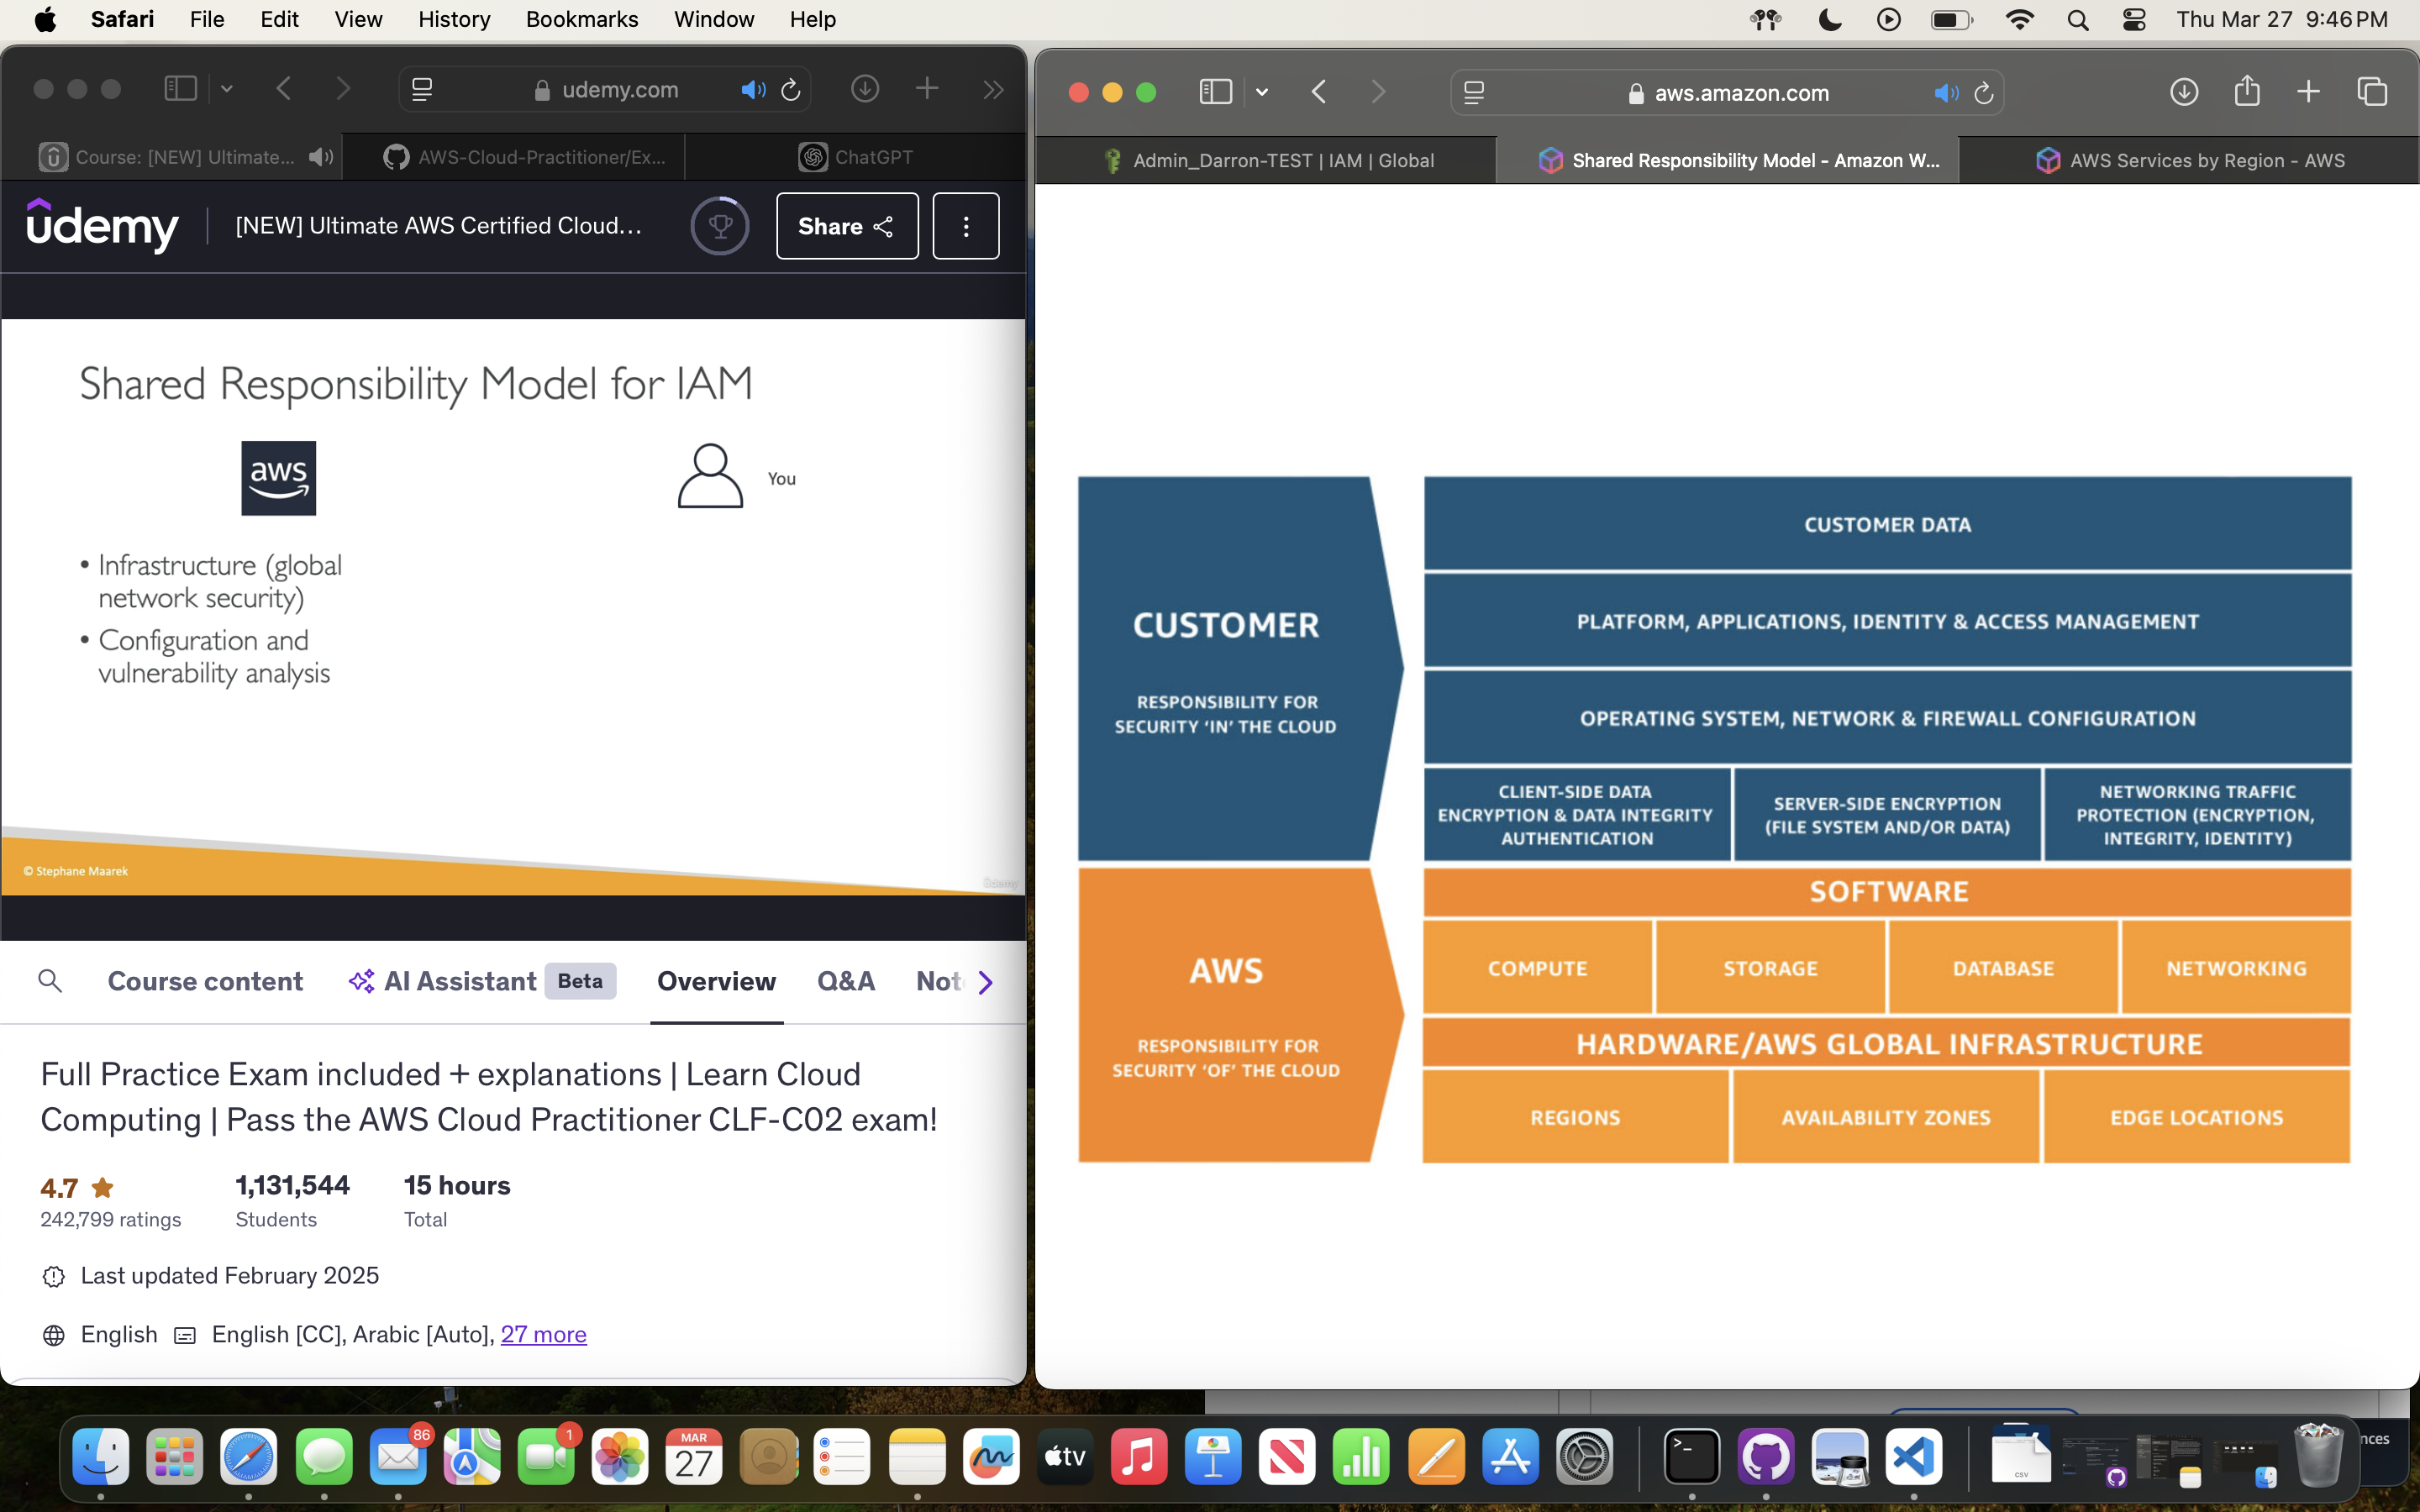 Safari File Edit View History Bookmarks Window Help Thu Mar 27 9:46 PM
udemy.com
Course: [NEW] Ultimate... AWS-Cloud-Practitioner/Ex... ChatGPT
udemy [NEW] Ultimate AWS Certified Cloud... Share
Shared Responsibility Model for IAM
aws
You
• Infrastructure (global
network security)
• Configuration and
vulnerability analysis
© Stephane Maarek
ûdemy
Course content AI Assistant Beta Overview Q&A Not
Full Practice Exam included + explanations | Learn Cloud
Computing | Pass the AWS Cloud Practitioner CLF-C02 exam!
4.7 1,131,544 15 hours
242,799 ratings Students Total
Last updated February 2025
English English [CC], Arabic [Auto], 27 more
aws.amazon.com
Admin_Darron-TEST | IAM | Global Shared Responsibility Model - Amazon W... AWS Services by Region - AWS
CUSTOMER
RESPONSIBILITY FOR
SECURITY ‘IN’ THE CLOUD
CUSTOMER DATA
PLATFORM, APPLICATIONS, IDENTITY & ACCESS MANAGEMENT
OPERATING SYSTEM, NETWORK & FIREWALL CONFIGURATION
CLIENT-SIDE DATA
ENCRYPTION & DATA INTEGRITY
AUTHENTICATION
SERVER-SIDE ENCRYPTION
(FILE SYSTEM AND/OR DATA)
NETWORKING TRAFFIC
PROTECTION (ENCRYPTION,
INTEGRITY, IDENTITY)
AWS
RESPONSIBILITY FOR
SECURITY ‘OF’ THE CLOUD
SOFTWARE
COMPUTE STORAGE DATABASE NETWORKING
HARDWARE/AWS GLOBAL INFRASTRUCTURE
REGIONS AVAILABILITY ZONES EDGE LOCATIONS
86
1
MAR
27
tv
>_
CSV
nces